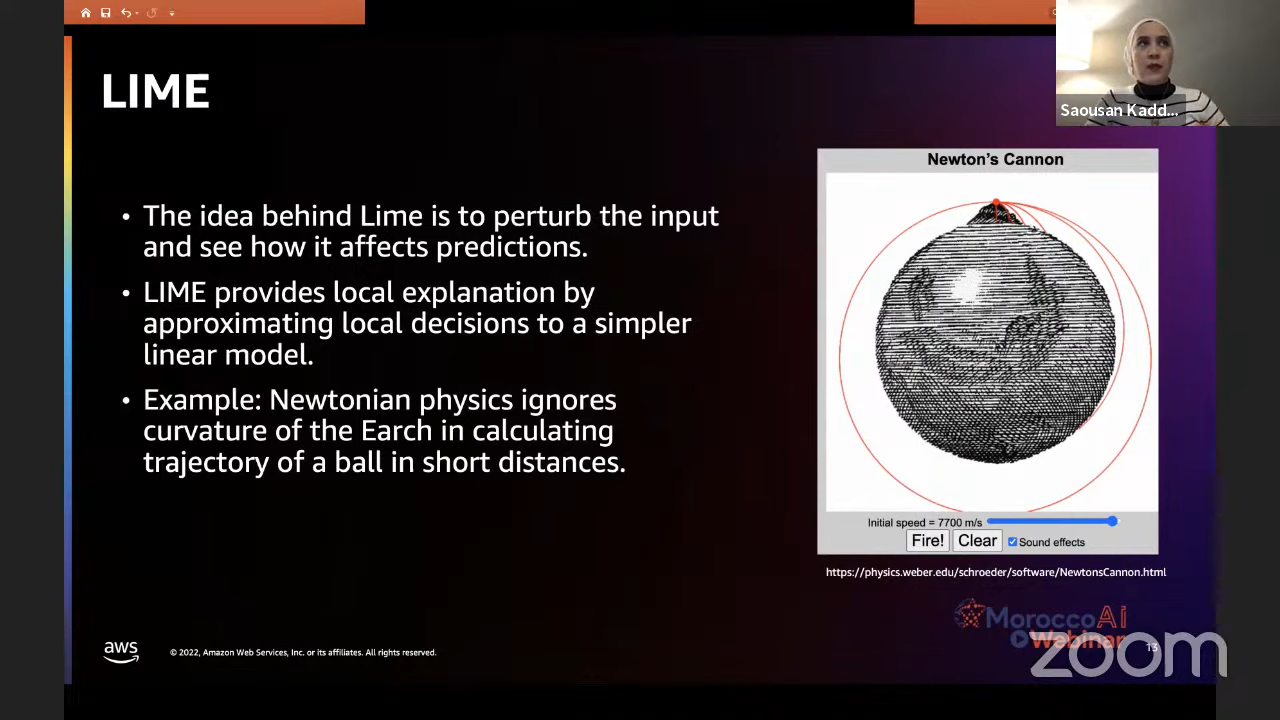 LIME
Saousan Kadd...
• The idea behind Lime is to perturb the input
and see how it affects predictions.
• LIME provides local explanation by
approximating local decisions to a simpler
linear model.
• Example: Newtonian physics ignores
curvature of the Earch in calculating
trajectory of a ball in short distances.
Newton's Cannon
Initial speed = 7700 m/s
Fire! Clear Sound effects
https://physics.weber.edu/schroeder/software/NewtonsCannon.html
MoroccoAi
Webinar
13
zoom
aws
© 2022, Amazon Web Services, Inc. or its affiliates. All rights reserved.